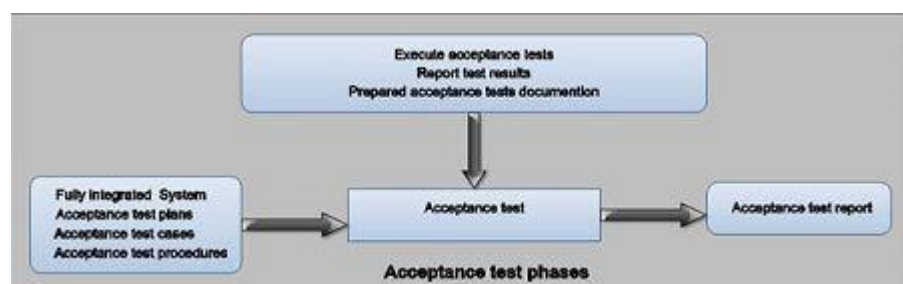 Execute acceptance tests
Report test results
Prepared acceptance tests documention
Fully Integrated System
Acceptance test plans
Acceptance test cases
Acceptance test procedures
Acceptance test
Acceptance test report
Acceptance test phases